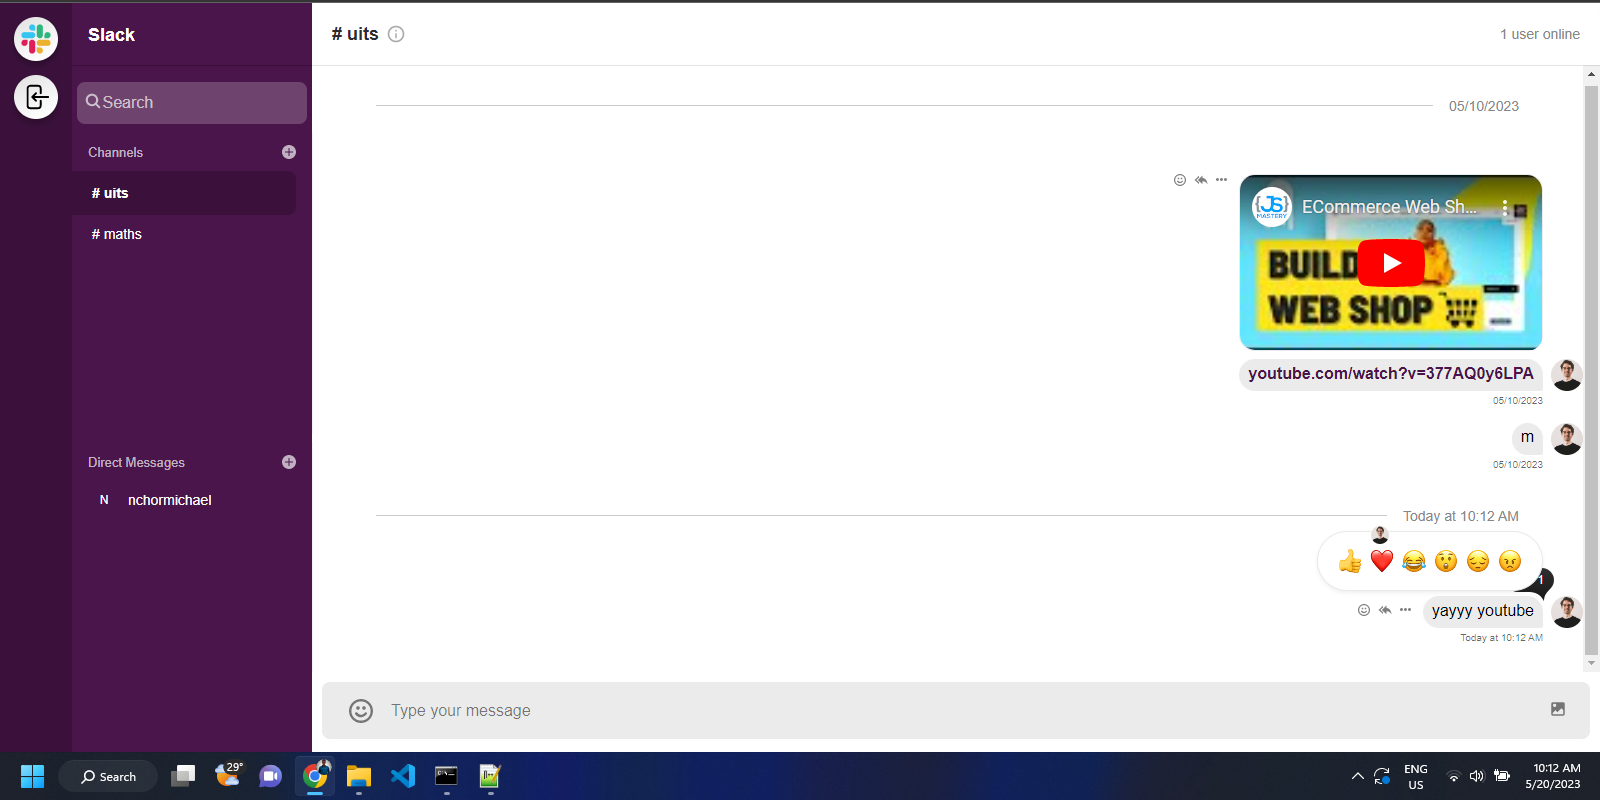 Slack
Search
Channels
# uits
# maths
Direct Messages
N nchormichael
# uits
1 user online
05/10/2023
{JS}
MASTERY
ECommerce Web Sh...
BUILD
WEB SHOP
youtube.com/watch?v=377AQ0y6LPA
05/10/2023
m
05/10/2023
Today at 10:12 AM
1
yayyy youtube
Today at 10:12 AM
Type your message
Search
29°
ENG
US
10:12 AM
5/20/2023